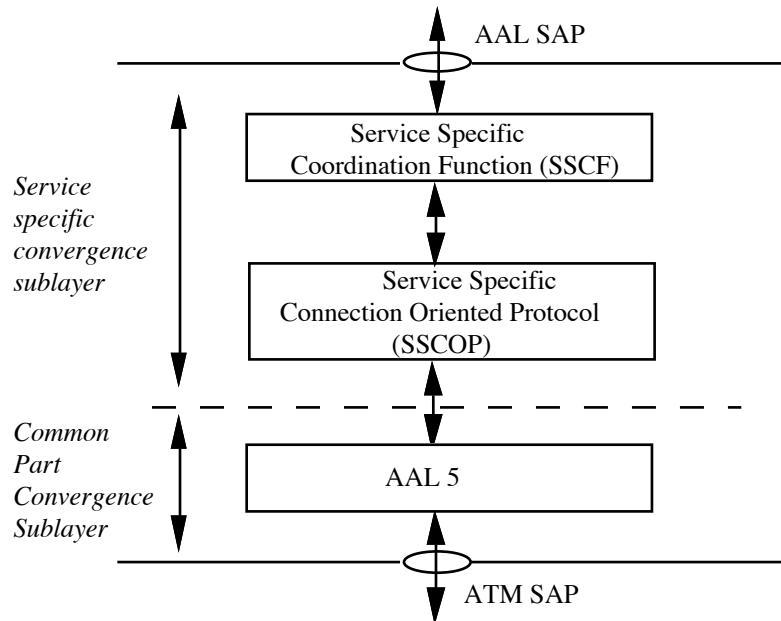 AAL SAP
Service Specific
Coordination Function (SSCF)
Service
specific
convergence
sublayer
Service Specific
Connection Oriented Protocol
(SSCOP)
Common
Part
Convergence
Sublayer
AAL 5
ATM SAP